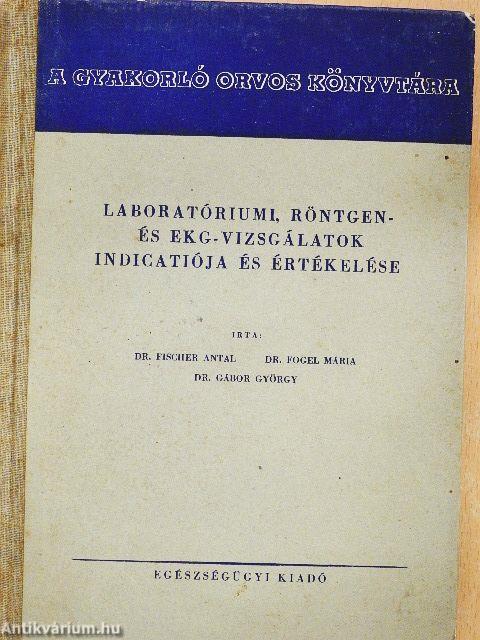 A GYAKORLÓ ORVOS KÖNYVTÁRA
LABORATÓRIUMI, RÖNTGEN-
ÉS EKG-VIZSGÁLATOK
INDICATIÓJA ÉS ÉRTÉKELÉSE
IRTA:
DR. FISCHER ANTAL DR. FOGEL MÁRIA
DR. GÁBOR GYÖRGY
EGÉSZSÉGÜGYI KIADÓ
Antikvárium.hu